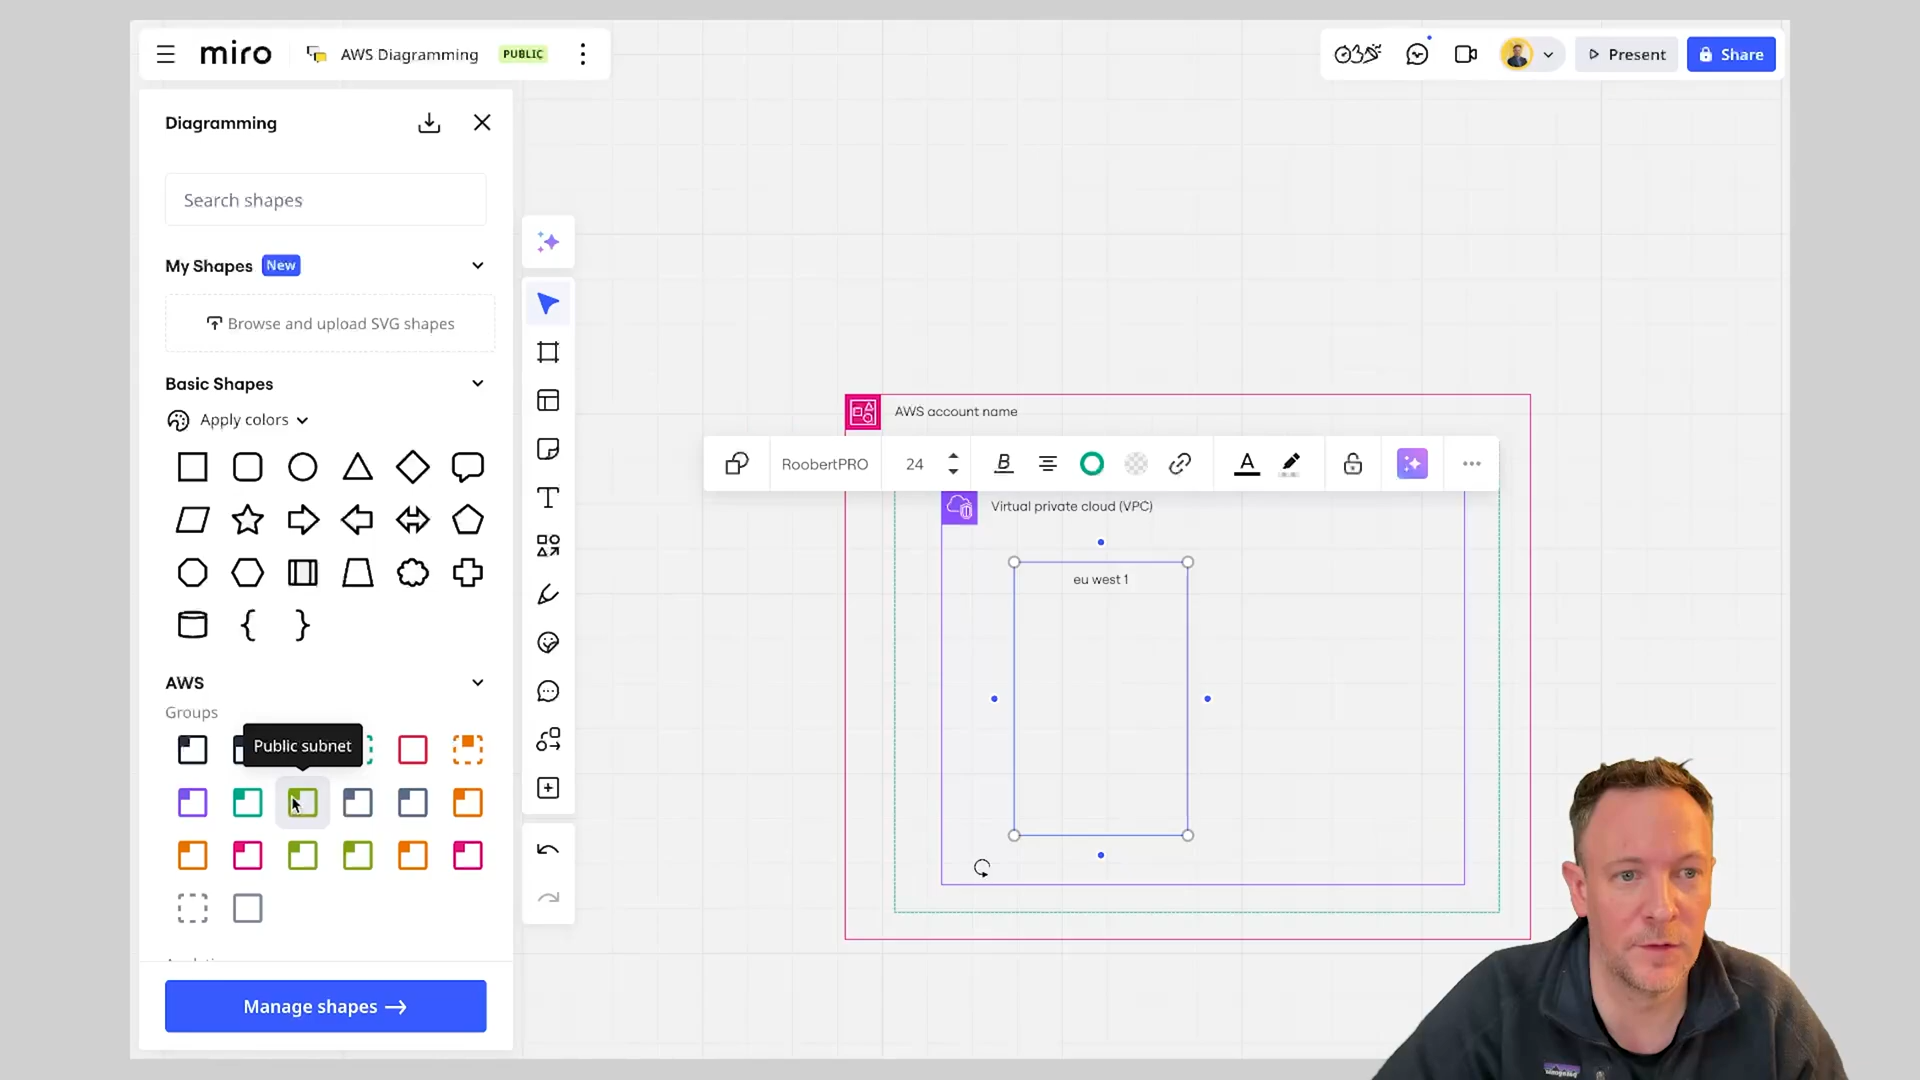 miro
AWS Diagramming
PUBLIC
Present
Share
Diagramming
Search shapes
My Shapes
New
Browse and upload SVG shapes
Basic Shapes
Apply colors
AWS
Groups
Public subnet
Manage shapes
AWS account name
RoobertPRO
24
B
A
Virtual private cloud (VPC)
eu west 1